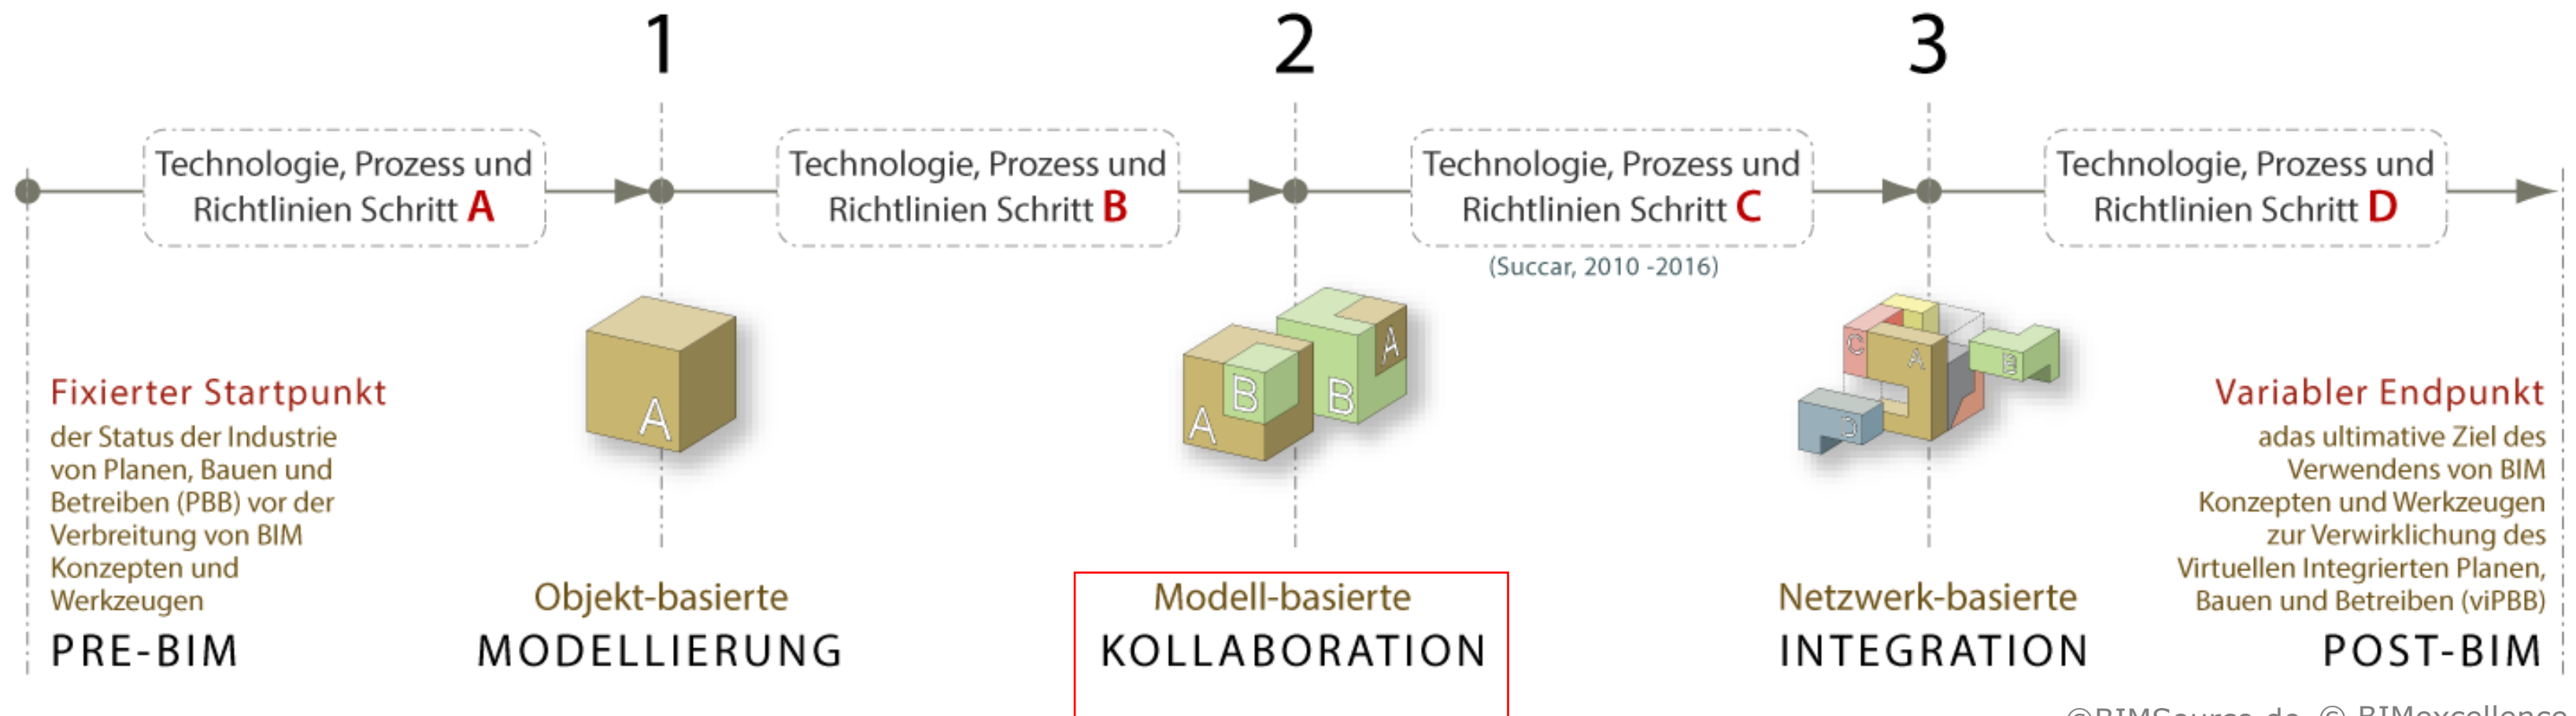 1
2
3
Technologie, Prozess und
Richtlinien Schritt A
Technologie, Prozess und
Richtlinien Schritt B
Technologie, Prozess und
Richtlinien Schritt C
Technologie, Prozess und
Richtlinien Schritt D
(Succar, 2010 -2016)
A
A
B
B
A
C
A
B
D
Fixierter Startpunkt
der Status der Industrie
von Planen, Bauen und
Betreiben (PBB) vor der
Verbreitung von BIM
Konzepten und
Werkzeugen
PRE-BIM
Objekt-basierte
MODELLIERUNG
Modell-basierte
KOLLABORATION
Netzwerk-basierte
INTEGRATION
Variabler Endpunkt
adas ultimative Ziel des
Verwendens von BIM
Konzepten und Werkzeugen
zur Verwirklichung des
Virtuellen Integrierten Planen,
Bauen und Betreiben (viPBB)
POST-BIM
©BIMSource.de, © BIMexcellence